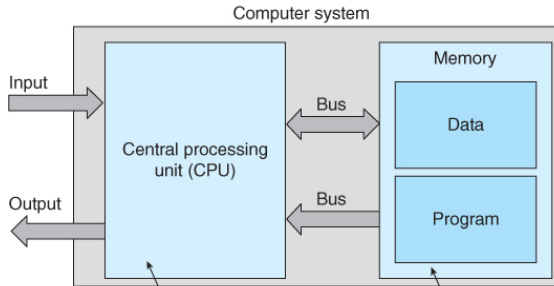 Computer system
Memory
Input
Bus
Data
Central processing
unit (CPU)
Output
Bus
Program